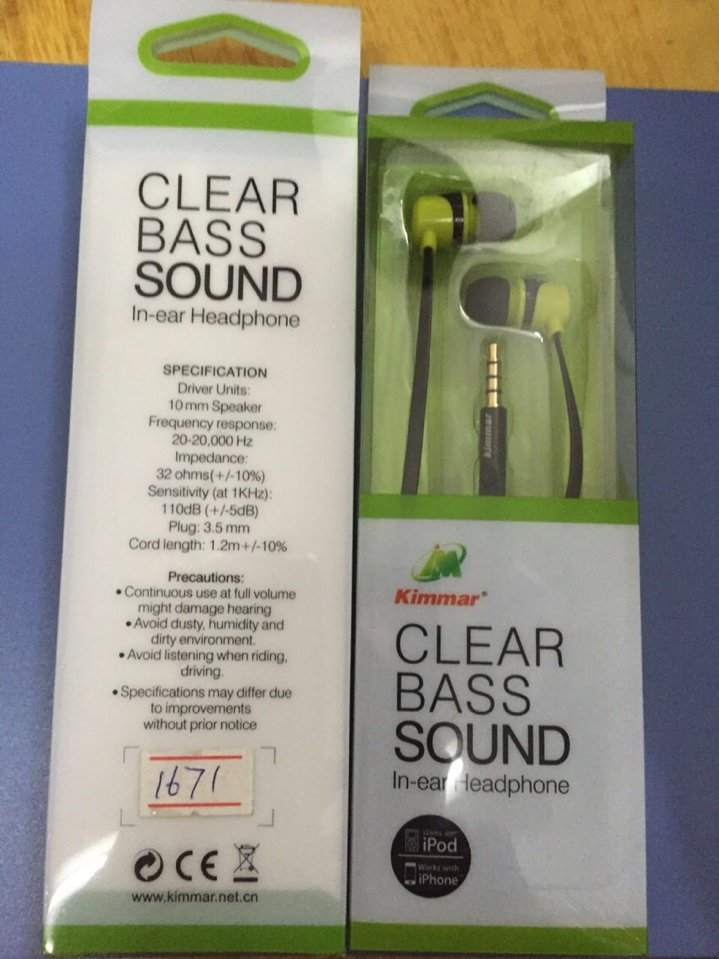 CLEAR
BASS
SOUND
In-ear Headphone
SPECIFICATION
Driver Units:
10mm Speaker
Frequency response:
20-20,000 Hz
Impedance:
32 ohms(+/-10%)
Sensitivity (at 1KHz):
110dB (+/-5dB)
Plug: 3.5 mm
Cord length: 1.2m+/-10%
Precautions:
• Continuous use at full volume
might damage hearing
• Avoid dusty, humidity and
dirty environment.
• Avoid listening when riding,
driving.
• Specifications may differ due
to improvements
without prior notice
1671
CE
www.kimmar.net.cn
kimmar
Kimmar®
CLEAR
BASS
SOUND
In-ear Headphone
iPod
Works with
iPhone